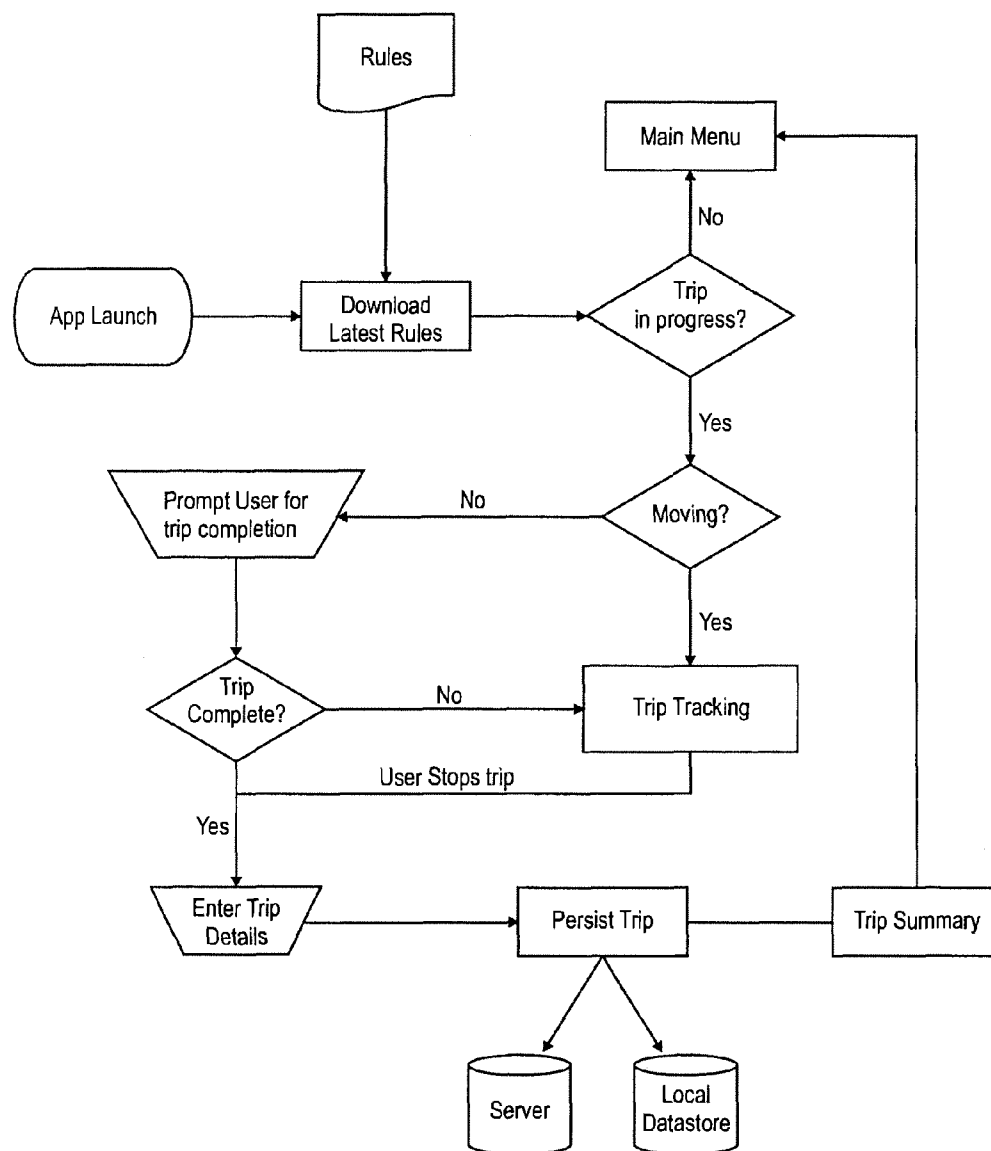 Rules
Main Menu
No
App Launch
Download
Latest Rules
Trip
in progress?
Yes
Prompt User for
trip completion
No
Moving?
Yes
Trip
Complete?
No
Trip Tracking
User Stops trip
Yes
Enter Trip
Details
Persist Trip
Trip Summary
Server
Local
Datastore